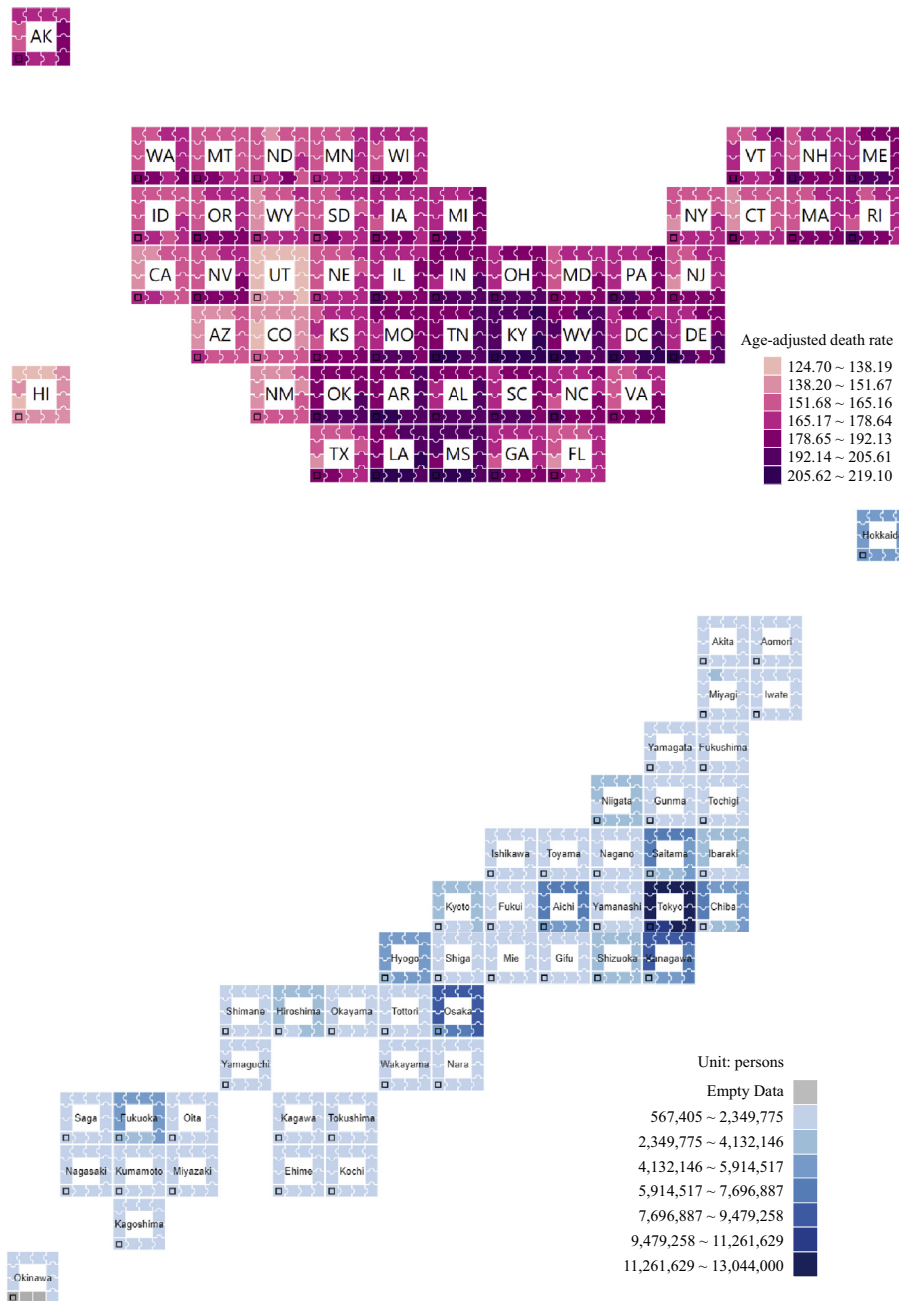 AK
WA MT ND MN WI VT NH ME
ID OR WY SD IA MI NY CT MA RI
CA NV UT NE IL IN OH MD PA NJ
AZ CO KS MO TN KY WV DC DE
Age-adjusted death rate
124.70 ~ 138.19
HI NM OK AR AL SC NC VA
138.20 ~ 151.67
151.68 ~ 165.16
165.17 ~ 178.64
178.65 ~ 192.13
TX LA MS GA FL
192.14 ~ 205.61
205.62 ~ 219.10
Hokkaid
Akita Aomori
Miyagi Iwate
Yamagata Fukushima
Niigata Gunma Tochigi
Ishikawa Toyama Nagano Saitama Ibaraki
Kyoto Fukui Aichi Yamanashi Tokyo Chiba
Hyogo Shiga Mie Gifu Shizuoka Kanagawa
Shimane Hiroshima Okayama Tottori Osaka
Yamaguchi Wakayama Nara
Unit: persons
Empty Data
Saga Fukuoka Oita Kagawa Tokushima
567,405 ~ 2,349,775
2,349,775 ~ 4,132,146
Nagasaki Kumamoto Miyazaki Ehime Kochi
4,132,146 ~ 5,914,517
5,914,517 ~ 7,696,887
Kagoshima
7,696,887 ~ 9,479,258
9,479,258 ~ 11,261,629
11,261,629 ~ 13,044,000
Okinawa